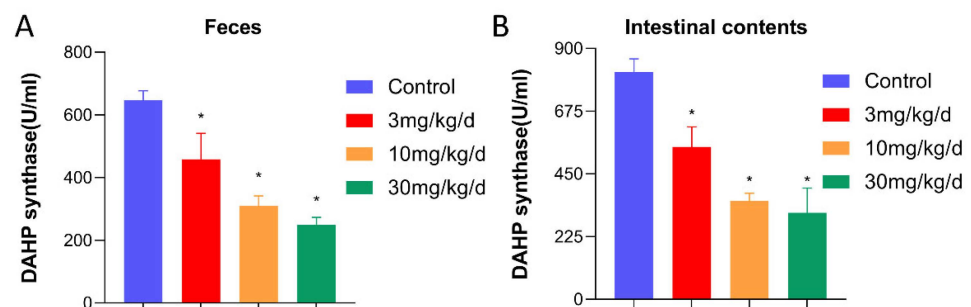 A
Feces
DAHP synthase(U/ml)
800
600
400
200
0
*
*
*
Control
3mg/kg/d
10mg/kg/d
30mg/kg/d
B
Intestinal contents
DAHP synthase(U/ml)
900
675
450
225
0
*
*
*
Control
3mg/kg/d
10mg/kg/d
30mg/kg/d